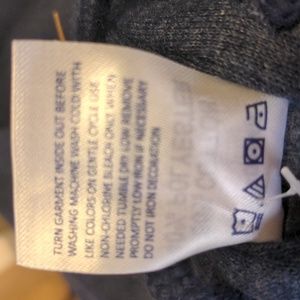 TURN GARMENT INSIDE OUT BEFORE
WASHING MACHINE WASH COLD WITH
LIKE COLORS ON GENTLE CYCLE USE
NON-CHLORINE BLEACH ONLY WHEN
NEEDED TUMBLE DRY LOW REMOVE
PROMPTLY LOW IRON IF NECESSARY
DO NOT IRON DECORATION